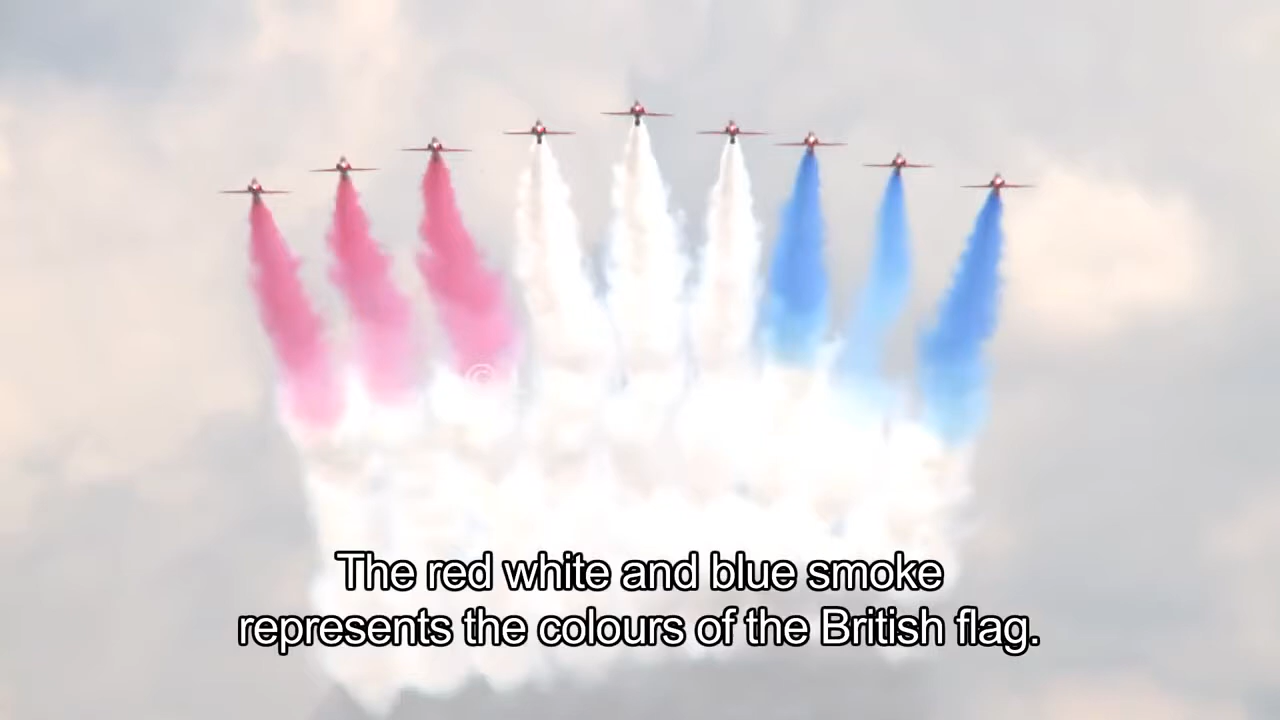 ©
The red white and blue smoke
represents the colours of the British flag.